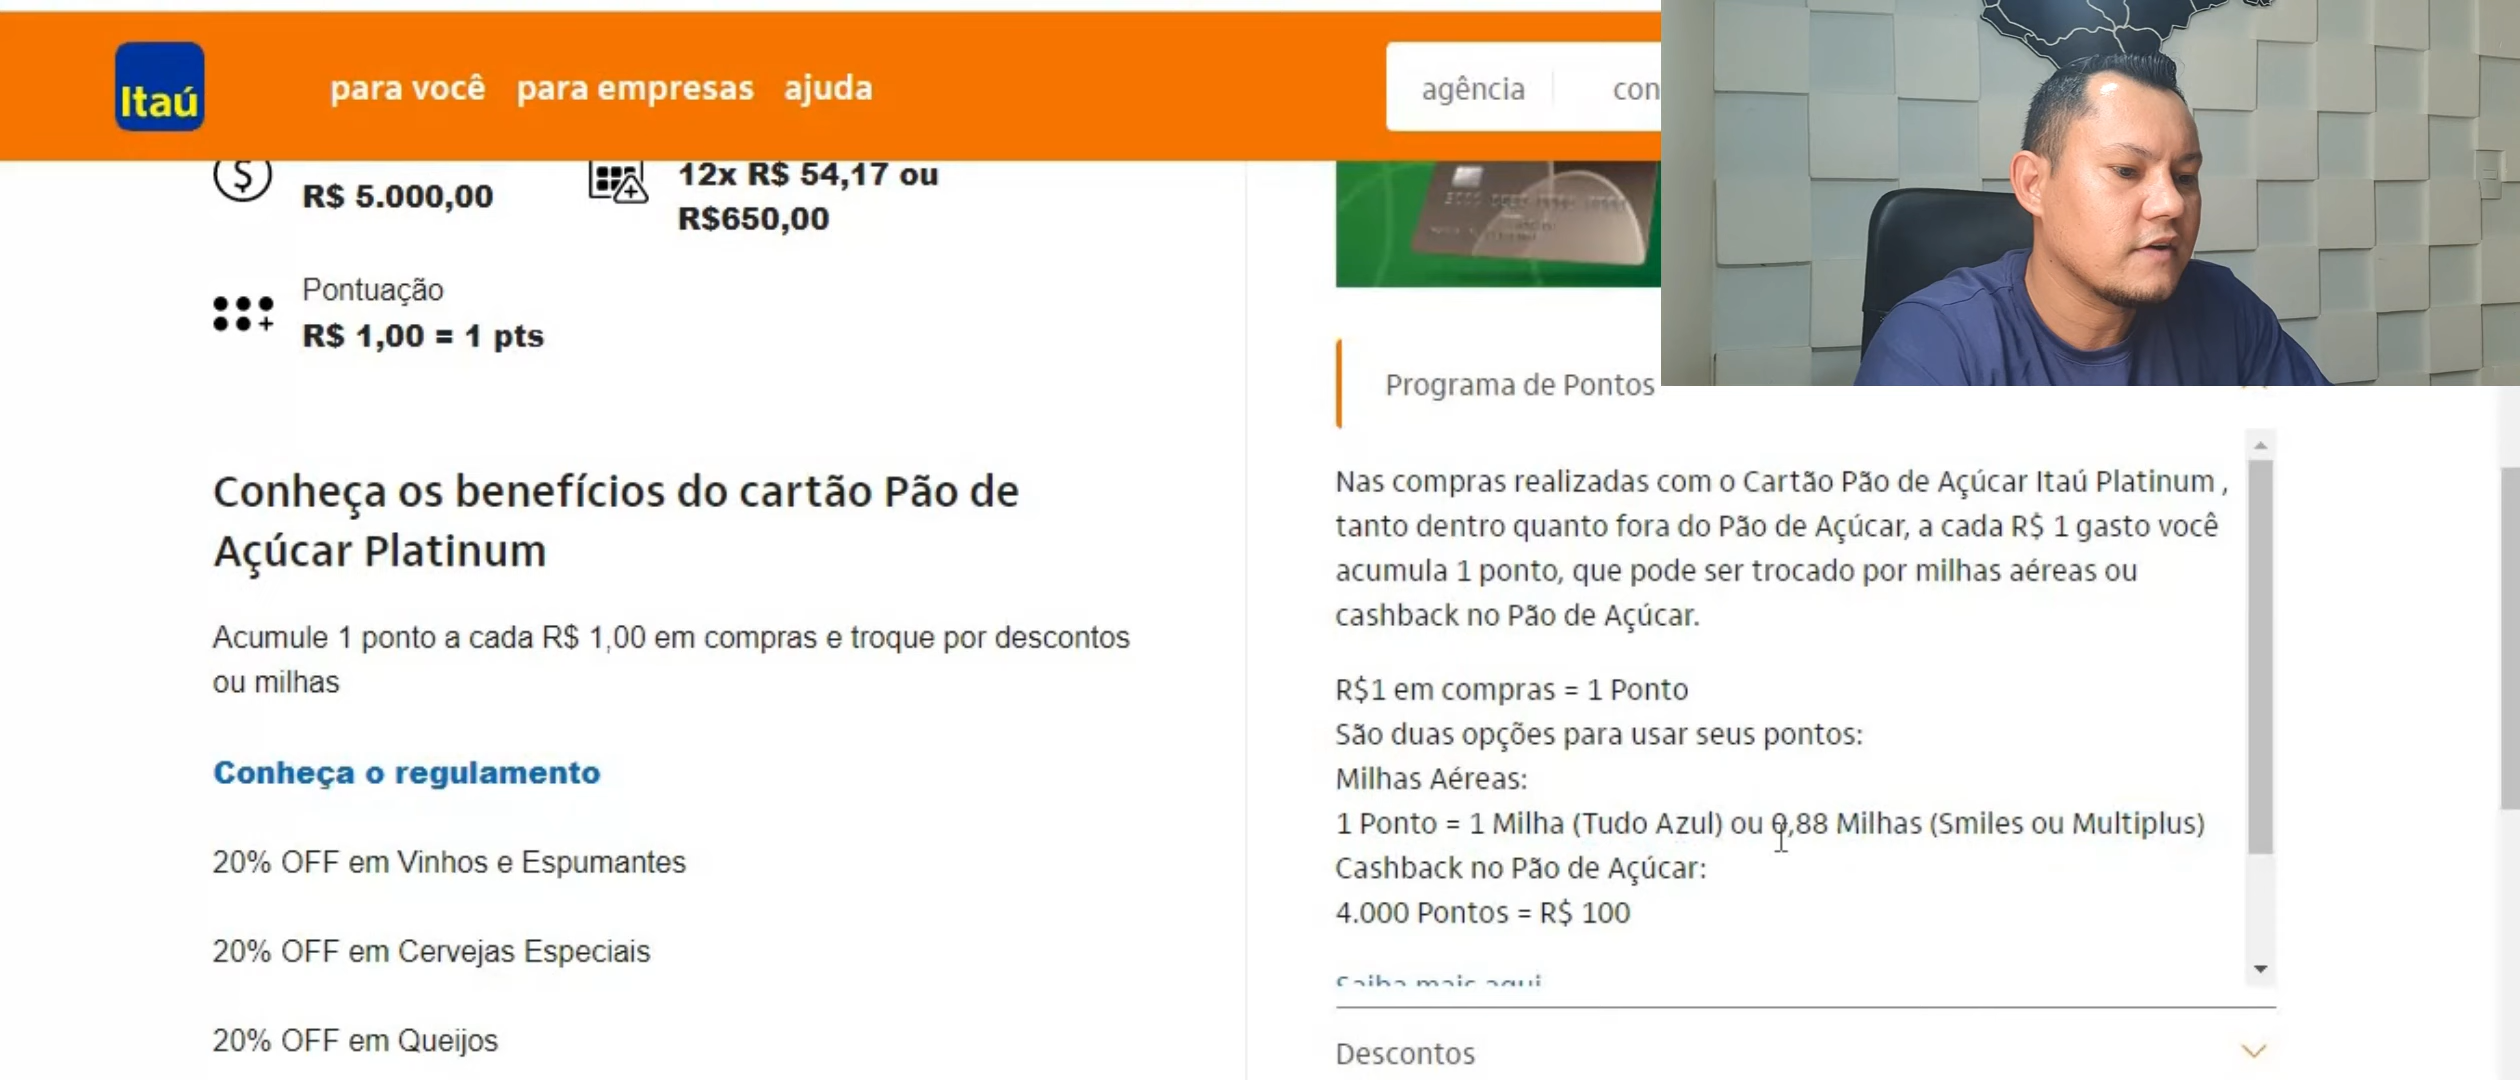 Itaú
para você para empresas ajuda
agência con
R$ 5.000,00
12x R$ 54,17 ou
R$650,00
Pontuação
R$ 1,00 = 1 pts
Conheça os benefícios do cartão Pão de
Açúcar Platinum
Acumule 1 ponto a cada R$ 1,00 em compras e troque por descontos
ou milhas
Conheça o regulamento
20% OFF em Vinhos e Espumantes
20% OFF em Cervejas Especiais
20% OFF em Queijos
Programa de Pontos
Nas compras realizadas com o Cartão Pão de Açúcar Itaú Platinum ,
tanto dentro quanto fora do Pão de Açúcar, a cada R$ 1 gasto você
acumula 1 ponto, que pode ser trocado por milhas aéreas ou
cashback no Pão de Açúcar.
R$1 em compras = 1 Ponto
São duas opções para usar seus pontos:
Milhas Aéreas:
1 Ponto = 1 Milha (Tudo Azul) ou 0,88 Milhas (Smiles ou Multiplus)
Cashback no Pão de Açúcar:
4.000 Pontos = R$ 100
Saiba mais aqui
Descontos